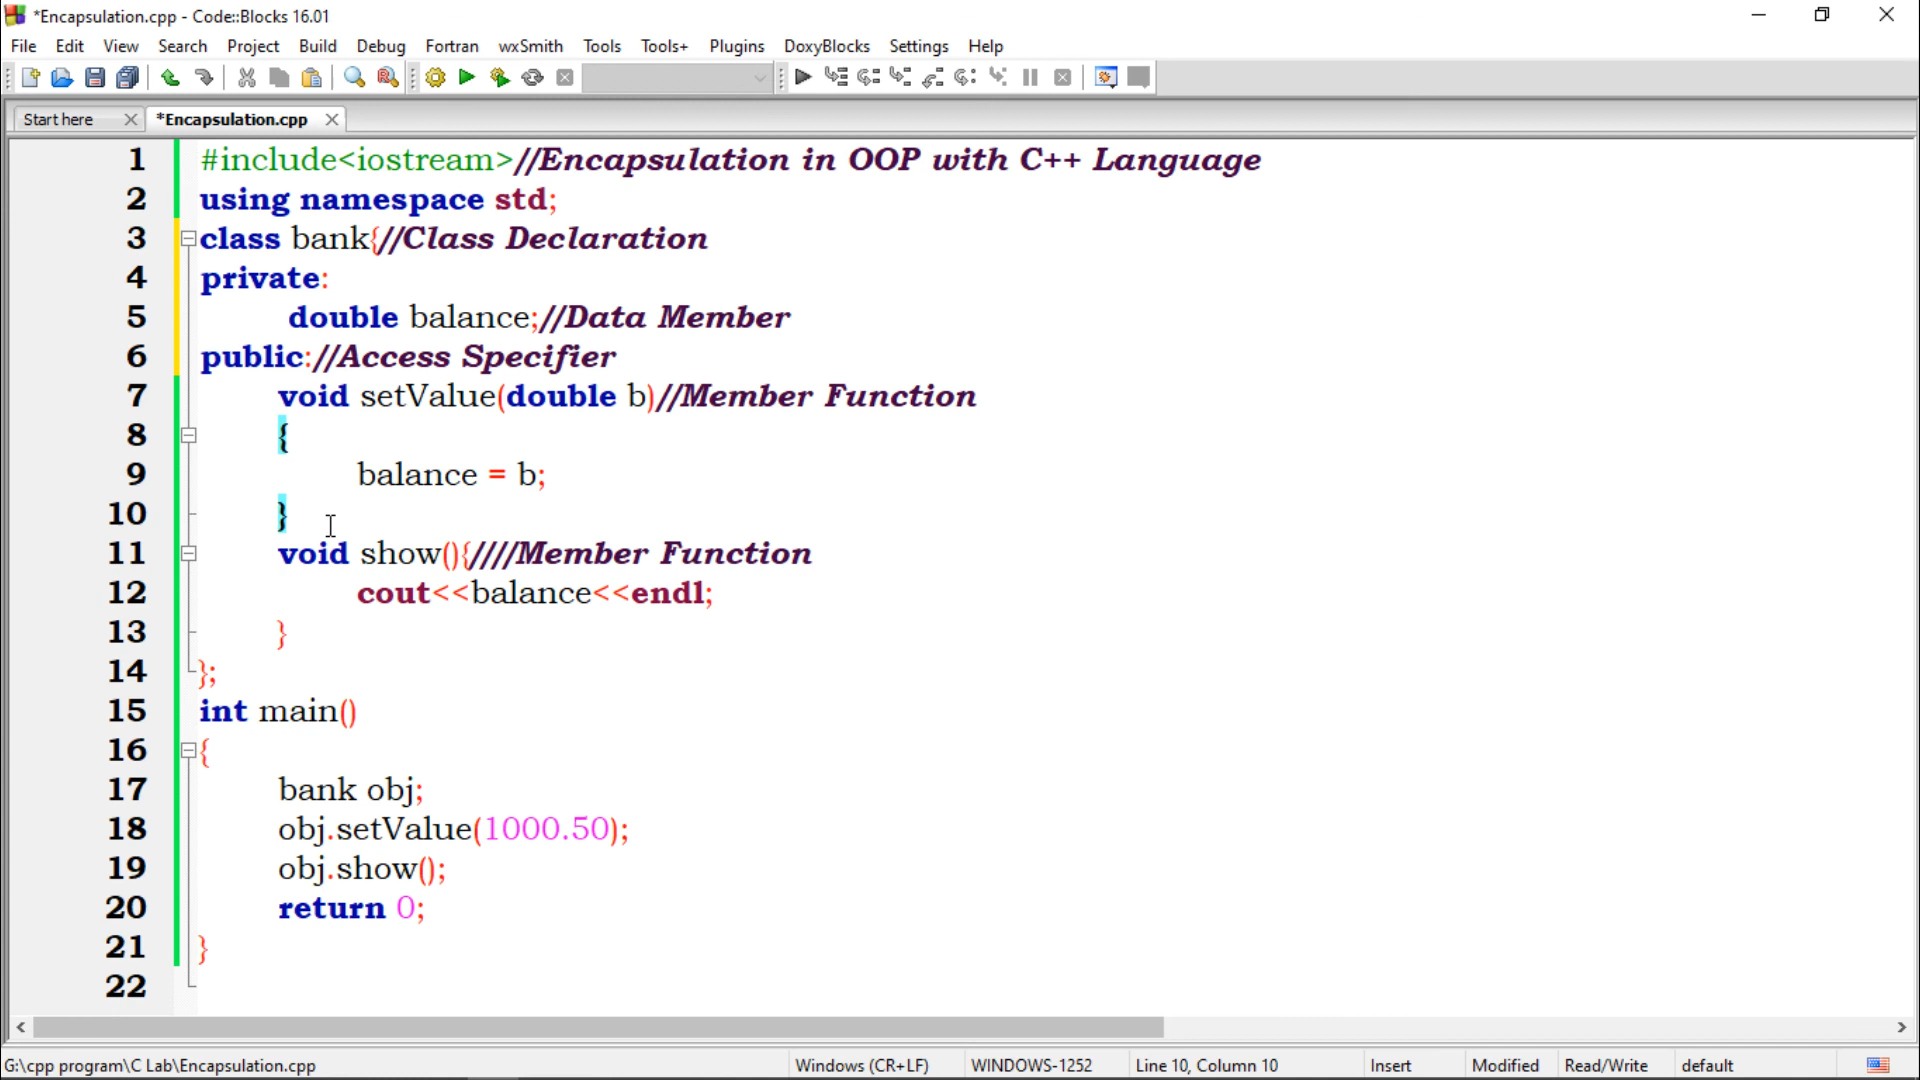 *Encapsulation.cpp - Code::Blocks 16.01
File Edit View Search Project Build Debug Fortran wxSmith Tools Tools+ Plugins DoxyBlocks Settings Help
Start here *Encapsulation.cpp
1 #include<iostream>//Encapsulation in OOP with C++ Language
2 using namespace std;
3 class bank{//Class Declaration
4 private:
5 double balance;//Data Member
6 public://Access Specifier
7 void setValue(double b)//Member Function
8 {
9 balance = b;
10 }
11 void show(){////Member Function
12 cout<<balance<<endl;
13 }
14 };
15 int main()
16 {
17 bank obj;
18 obj.setValue(1000.50);
19 obj.show();
20 return 0;
21 }
22
G:\cpp program\C Lab\Encapsulation.cpp Windows (CR+LF) WINDOWS-1252 Line 10, Column 10 Insert Modified Read/Write default